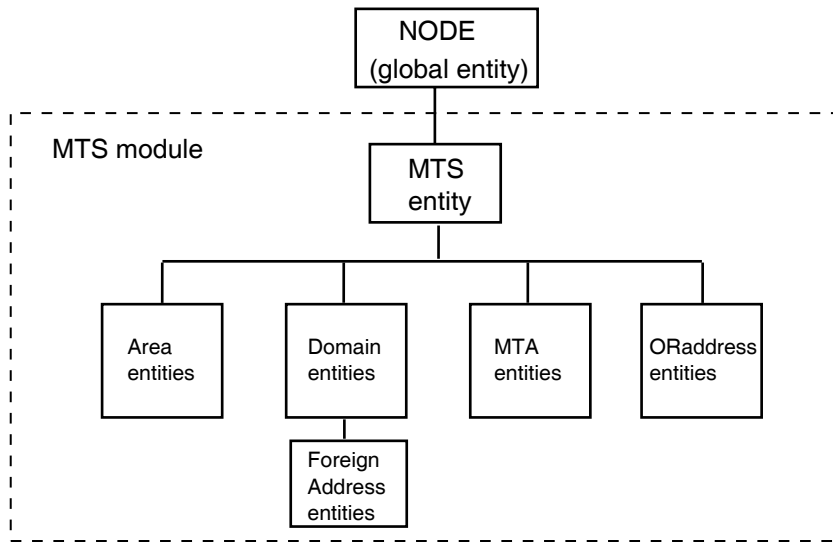 NODE
(global entity)
MTS module
MTS
entity
Area
entities
Domain
entities
MTA
entities
ORaddress
entities
Foreign
Address
entities